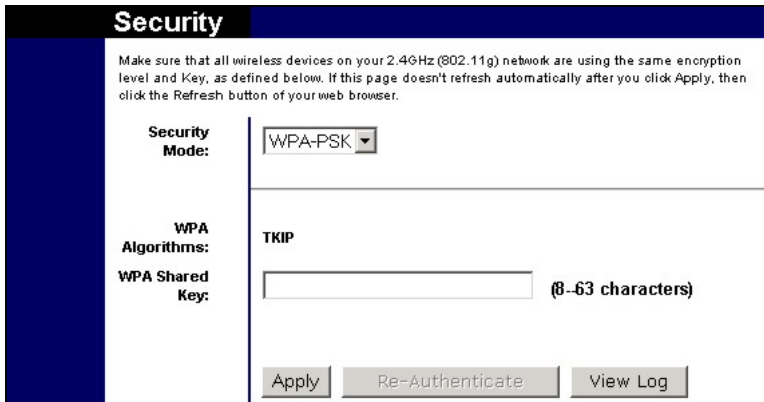 Security
Make sure that all wireless devices on your 2.4GHz (802.11g) network are using the same encryption
level and Key, as defined below. If this page doesn't refresh automatically after you click Apply, then
click the Refresh button of your web browser.
Security
Mode:
WPA-PSK
WPA
Algorithms:
TKIP
WPA Shared
Key:
(8--63 characters)
Apply
Re-Authenticate
View Log